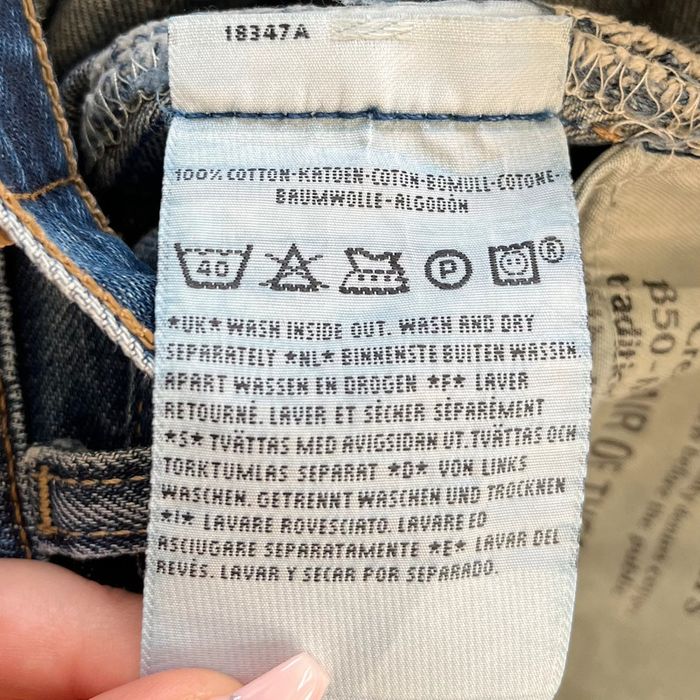 18347A
100% COTTON-KATOEN-COTON-BOMULL-COTONE-
BAUMWOLLE-ALGODÓN
40 P ®
*UK* WASH INSIDE OUT. WASH AND DRY
SEPARATELY *NL* BINNENSTE BUITEN WASSEN.
APART WASSEN EN DROGEN *F* LAVER
RETOURNÉ. LAVER ET SÉCHER SÉPARÉMENT
*S* TVÄTTAS MED AVIGSIDAN UT. TVÄTTAS OCH
TORKTUMLAS SEPARAT *D* VON LINKS
WASCHEN. GETRENNT WASCHEN UND TROCKNEN
*I* LAVARE ROVESCIATO. LAVARE ED
ASCIUGARE SEPARATAMENTE *E* LAVAR DEL
REVÉS. LAVAR Y SECAR POR SEPARADO.
before the
public